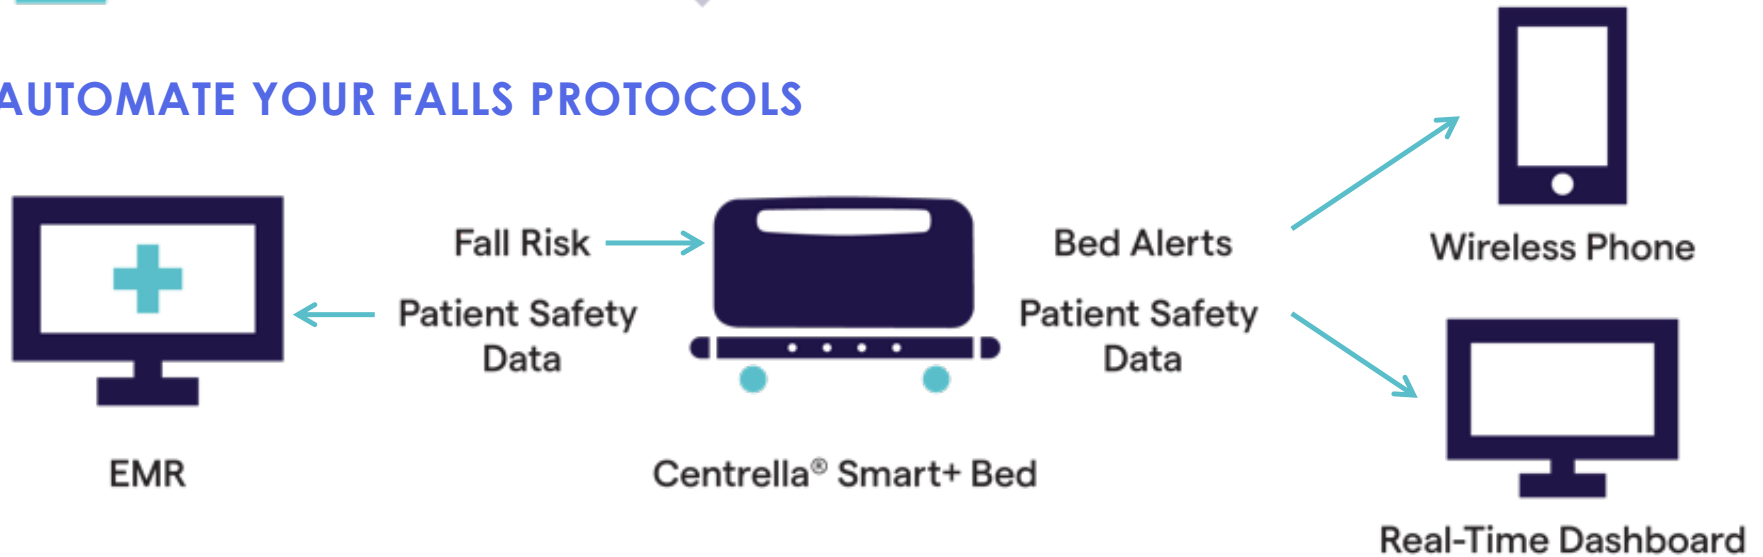 AUTOMATE YOUR FALLS PROTOCOLS
Fall Risk
Patient Safety
Data
Bed Alerts
Patient Safety
Data
Wireless Phone
EMR
Centrella® Smart+ Bed
Real-Time Dashboard